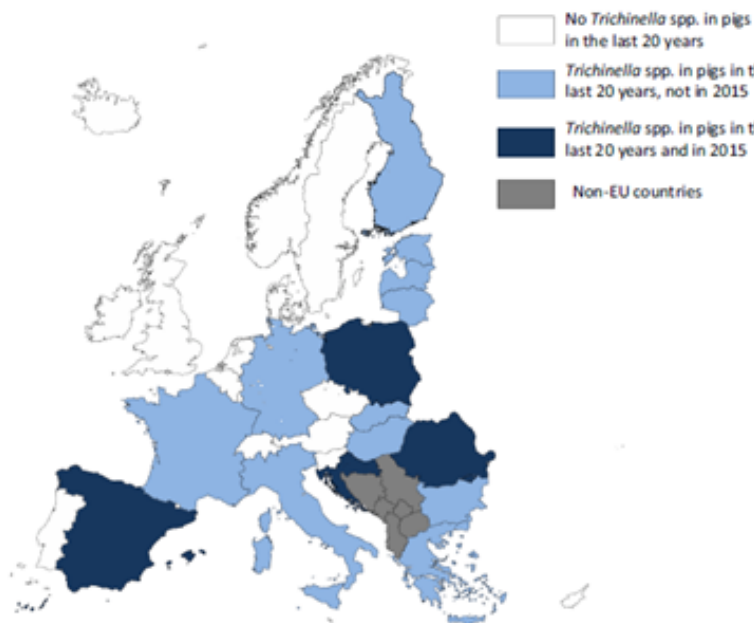 No Trichinella spp. in pigs
in the last 20 years
Trichinella spp. in pigs in t
last 20 years, not in 2015
Trichinella spp. in pigs in t
last 20 years and in 2015
Non-EU countries